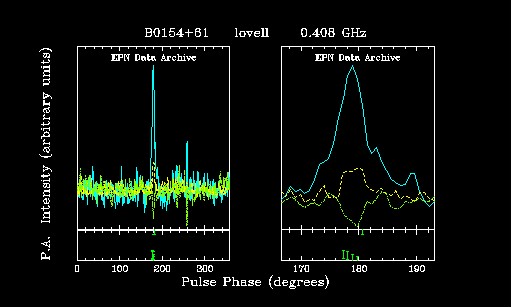 B0154+61 lovell 0.408 GHz
EPN Data Archive EPN Data Archive
P.A. Intensity (arbitrary units)
0 100 200 300 170 180 190
Pulse Phase (degrees)